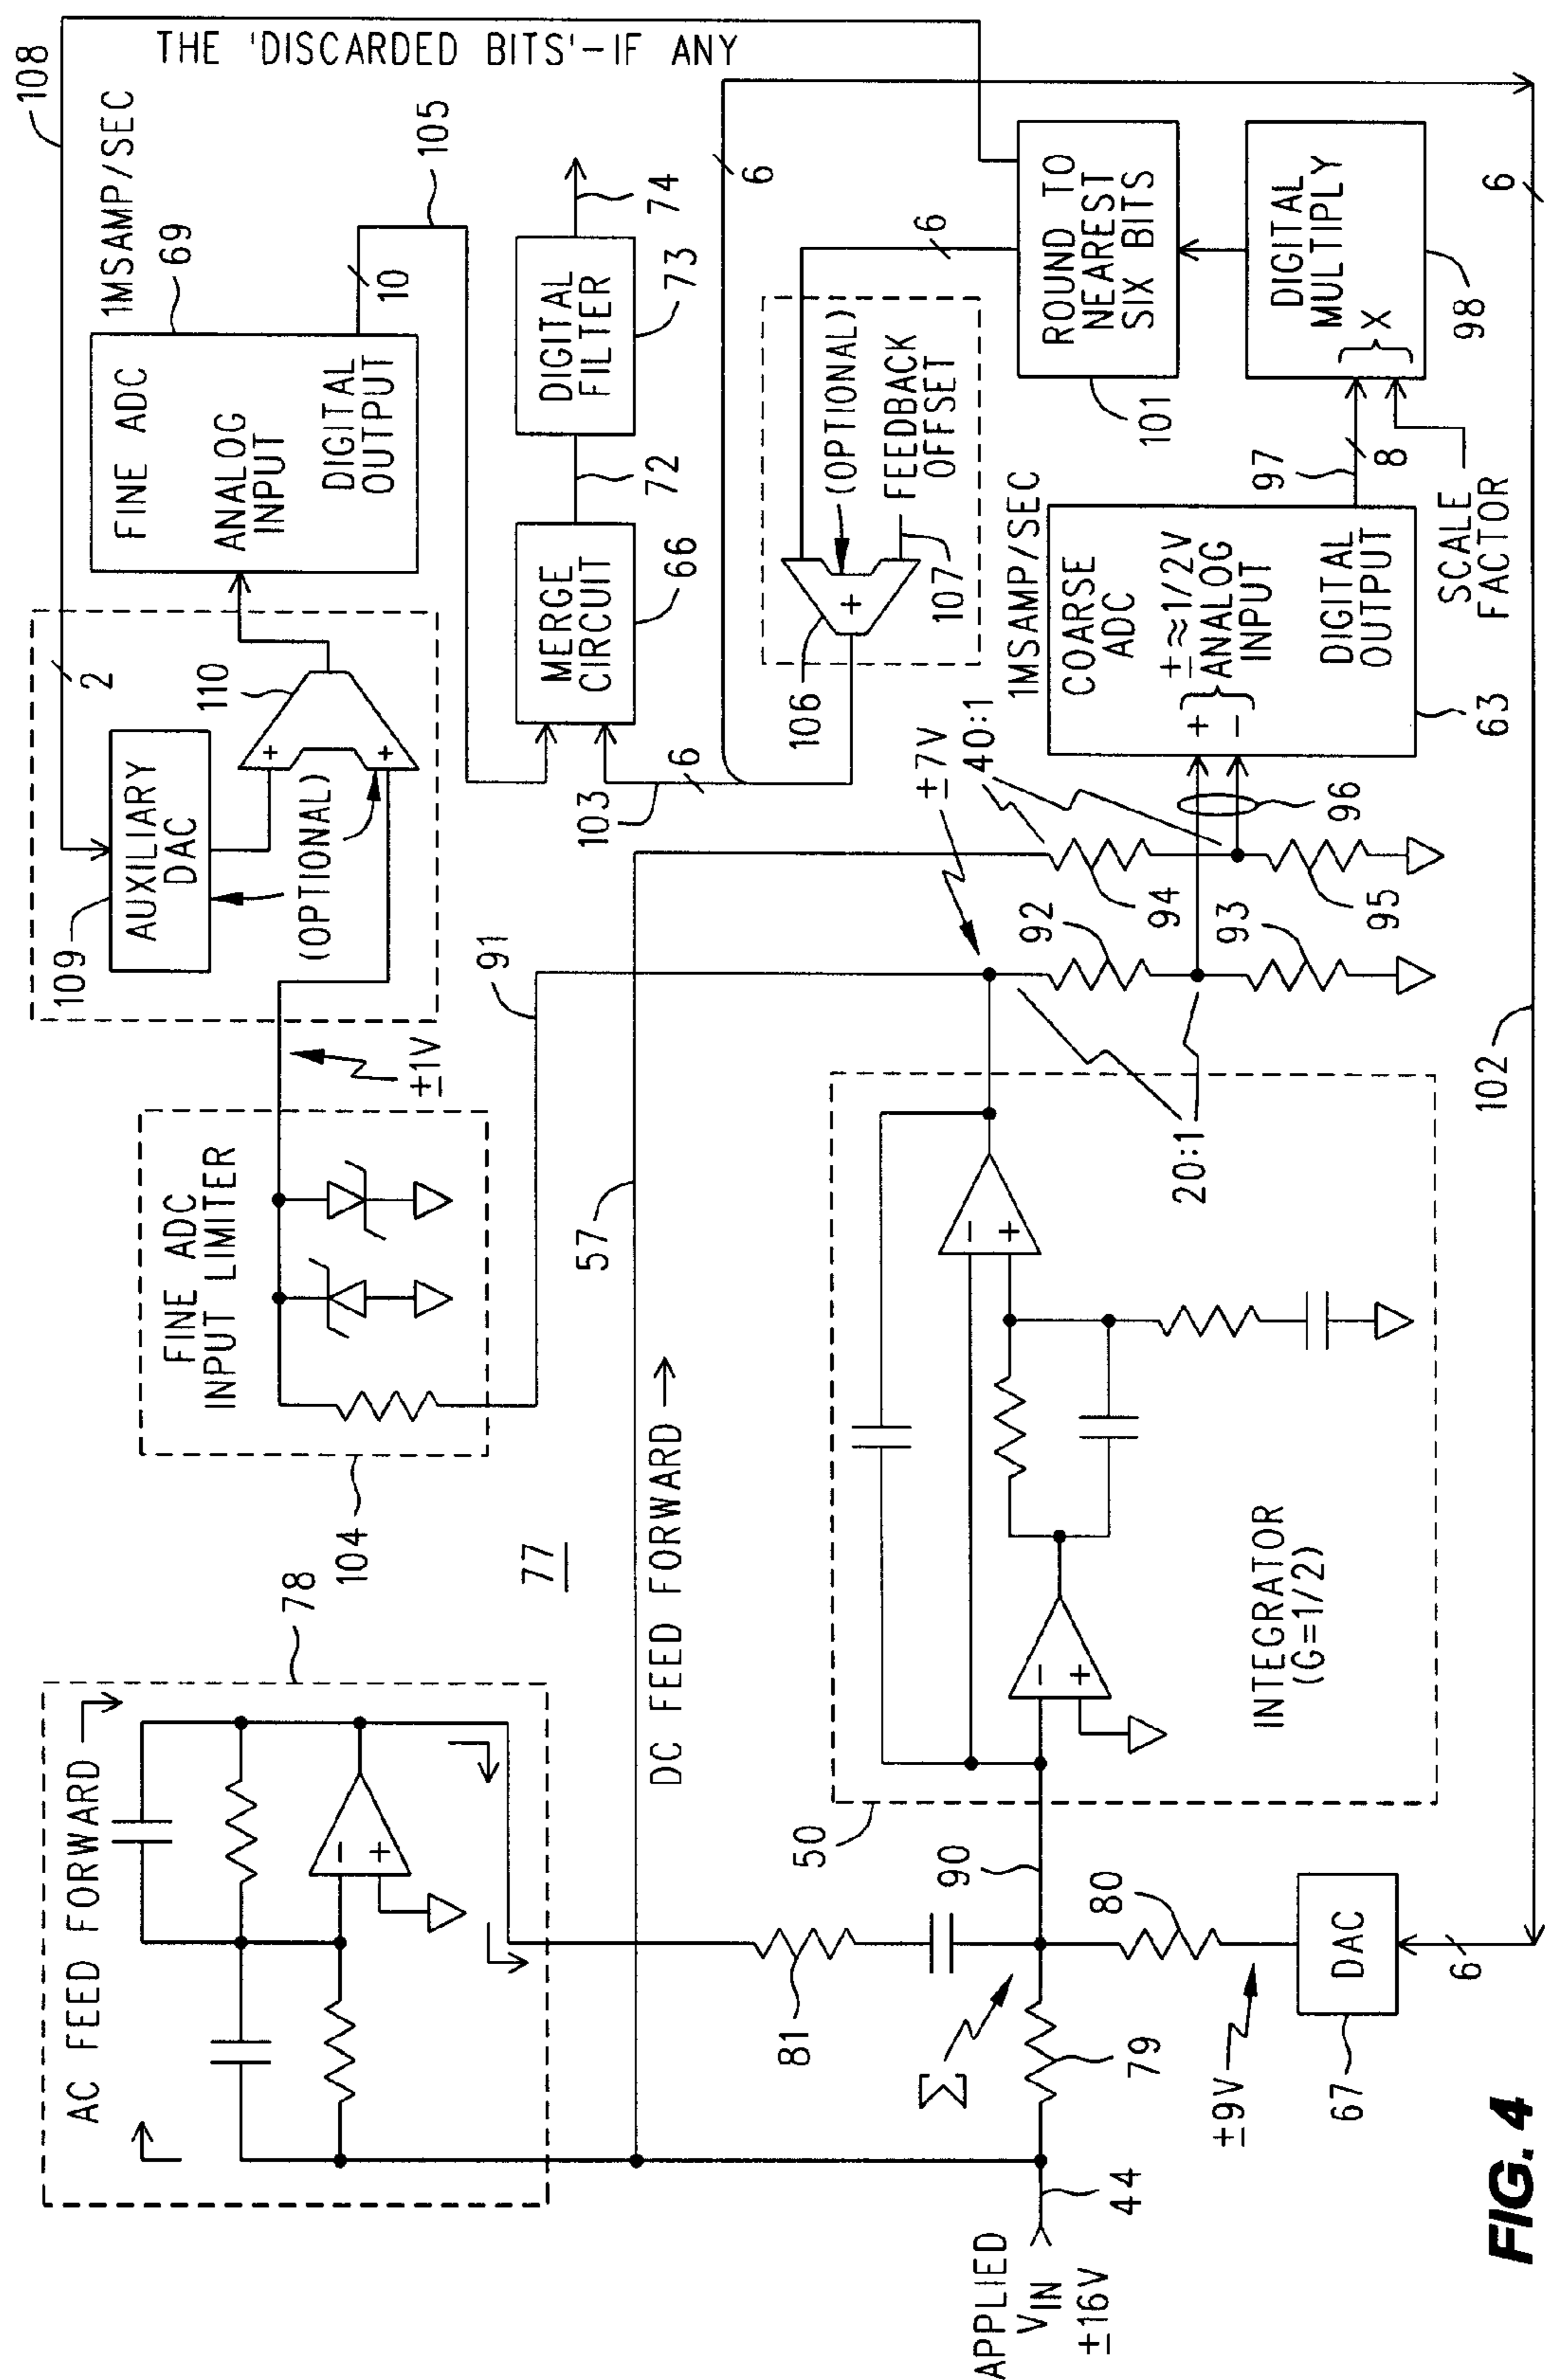 108
THE 'DISCARDED BITS'-IF ANY
1MSAMP/SEC
105
69
FINE ADC
ANALOG
INPUT
DIGITAL
OUTPUT
10
2
110
AUXILIARY
DAC
+
+
109
(OPTIONAL)
±1V
FINE ADC
INPUT LIMITER
104
91
74
DIGITAL
FILTER
73
72
MERGE
CIRCUIT
66
103
6
6
6
(OPTIONAL)
FEEDBACK
OFFSET
+
106
107
ROUND TO
NEAREST
SIX BITS
101
DIGITAL
MULTIPLY
X
98
97
8
SCALE
FACTOR
1MSAMP/SEC
COARSE
ADC
±≈1/2V
+
ANALOG
-
INPUT
DIGITAL
OUTPUT
63
6
±7V
40:1
96
92
94
93
95
20:1
102
57
DC FEED FORWARD
77
78
AC FEED FORWARD
-
+
-
+
-
+
INTEGRATOR
(G=1/2)
50
90
80
81
Σ
79
±9V
DAC
67
6
APPLIED
VIN
±16V
44
FIG. 4